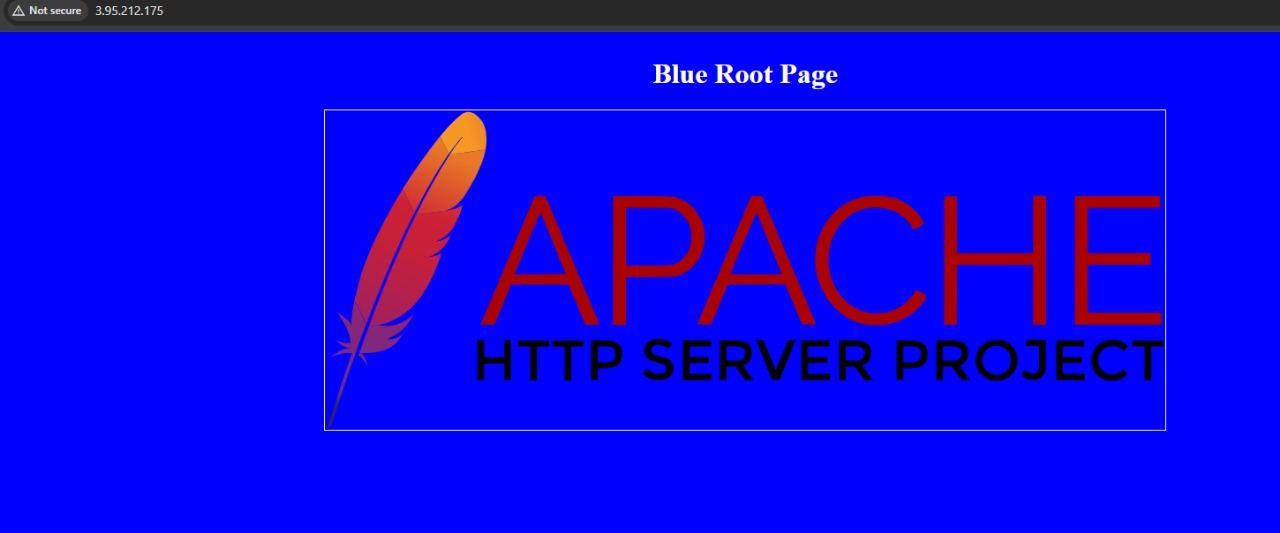 Not secure 3.95.212.175
Blue Root Page
APACHE
HTTP SERVER PROJECT